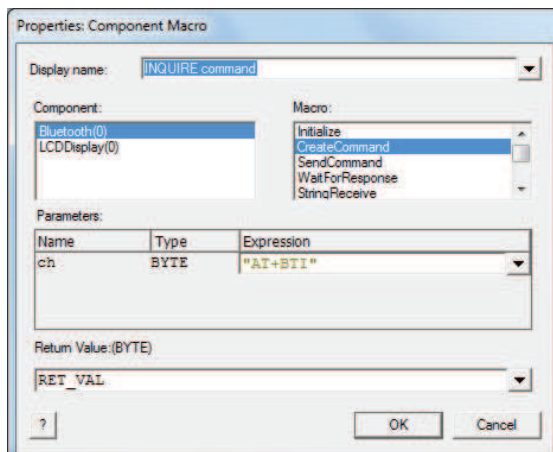 Properties: Component Macro
Display name: INQUIRE command
Component: Macro:
Bluetooth(0) Initialize
LCDDisplay(0) CreateCommand
SendCommand
WaitForResponse
StringReceive
Parameters:
Name Type Expression
ch BYTE "AT+BTI"
Return Value:(BYTE)
RET_VAL
? OK Cancel